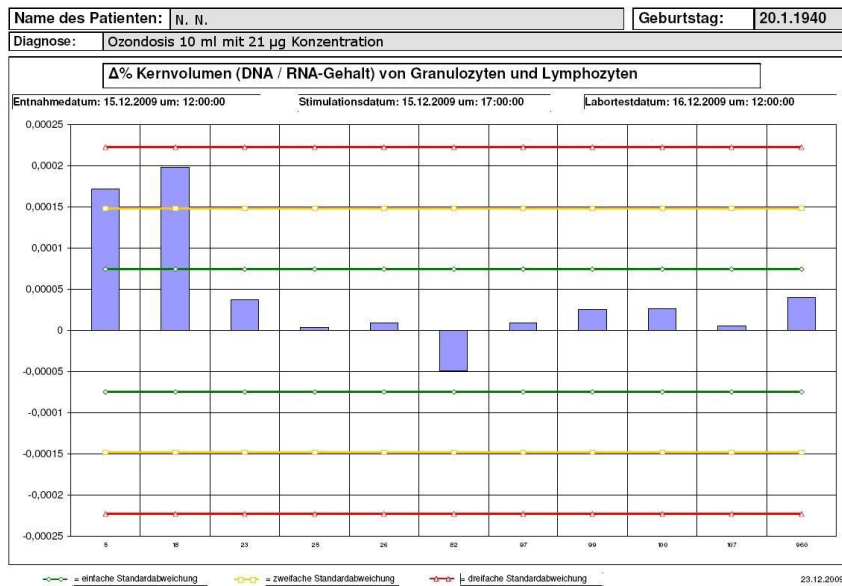 Name des Patienten: N. N. Geburtstag: 20.1.1940
Diagnose: Ozondosis 10 ml mit 21 µg Konzentration
Δ% Kernvolumen (DNA / RNA-Gehalt) von Granulozyten und Lymphozyten
Entnahmedatum: 15.12.2009 um: 12:00:00 Stimulationsdatum: 15.12.2009 um: 17:00:00 Labortestdatum: 16.12.2009 um: 12:00:00
0,00025
0,0002
0,00015
0,0001
0,00005
0
-0,00005
-0,0001
-0,00015
-0,0002
-0,00025
5 18 23 25 26 82 97 99 100 107 960
= einfache Standardabweichung = zweifache Standardabweichung = dreifache Standardabweichung 23.12.2009